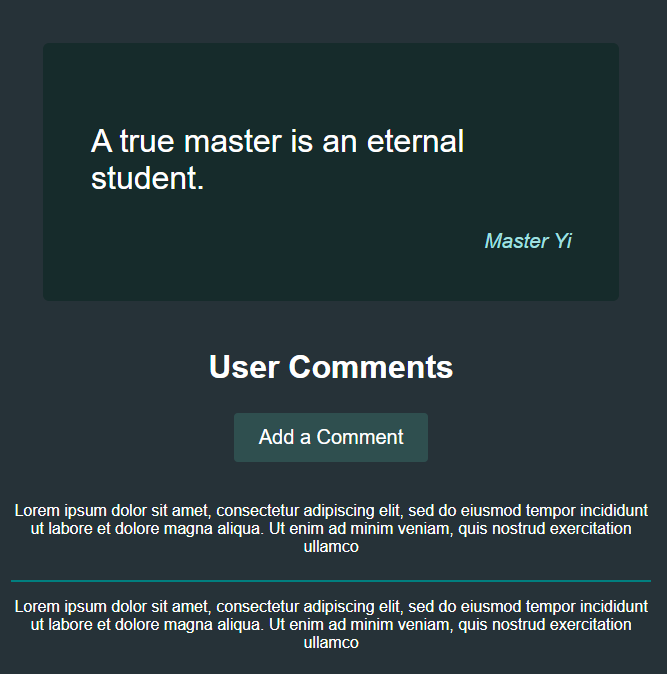 A true master is an eternal
student.
Master Yi
User Comments
Add a Comment
Lorem ipsum dolor sit amet, consectetur adipiscing elit, sed do eiusmod tempor incididunt
ut labore et dolore magna aliqua. Ut enim ad minim veniam, quis nostrud exercitation
ullamco
Lorem ipsum dolor sit amet, consectetur adipiscing elit, sed do eiusmod tempor incididunt
ut labore et dolore magna aliqua. Ut enim ad minim veniam, quis nostrud exercitation
ullamco